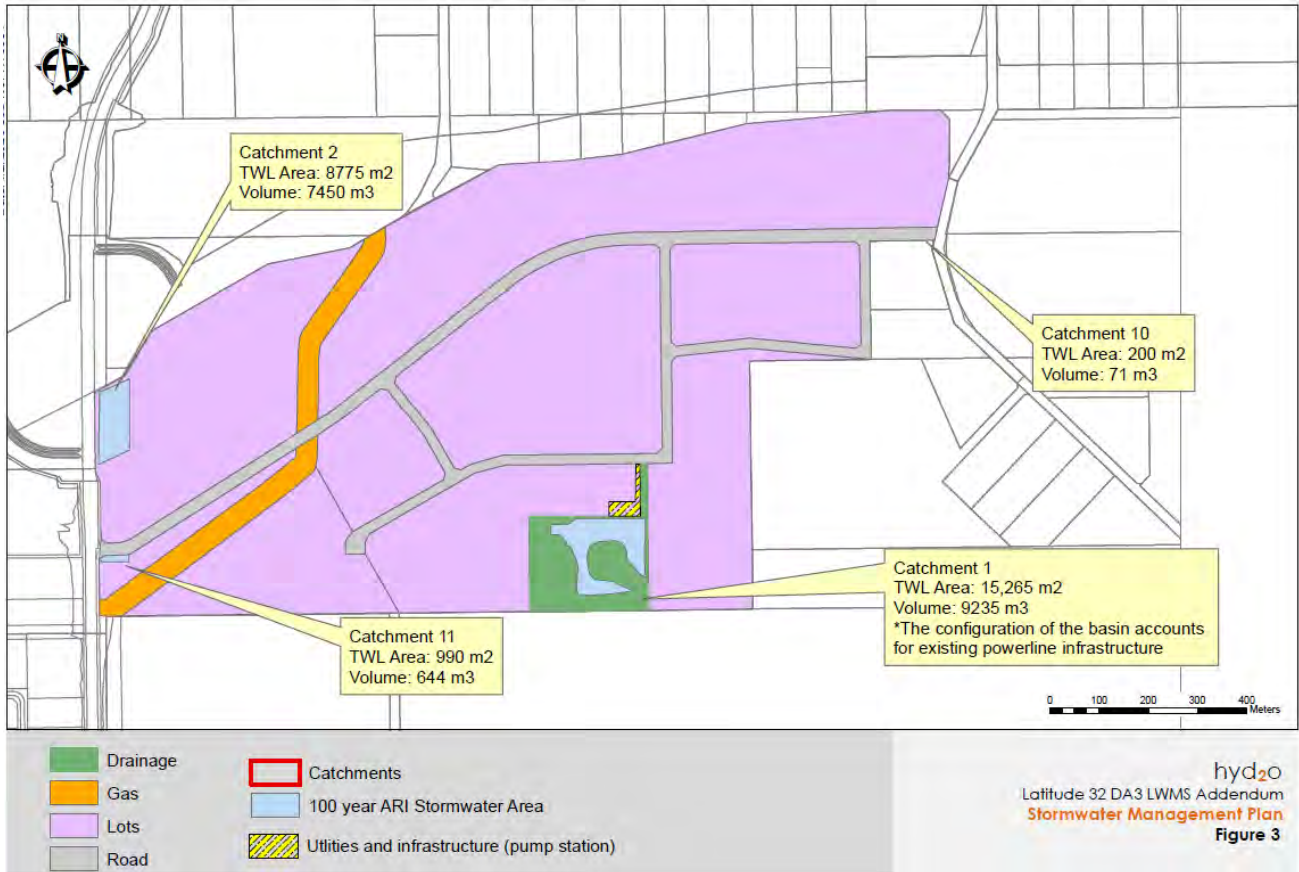 N
Catchment 2
TWL Area: 8775 m2
Volume: 7450 m3
Catchment 10
TWL Area: 200 m2
Volume: 71 m3
Catchment 1
TWL Area: 15,265 m2
Volume: 9235 m3
*The configuration of the basin accounts
for existing powerline infrastructure
Catchment 11
TWL Area: 990 m2
Volume: 644 m3
0 100 200 300 400
Meters
Drainage
Gas
Lots
Road
Catchments
100 year ARI Stormwater Area
Utlities and infrastructure (pump station)
hyd2o
Latitude 32 DA3 LWMS Addendum
Stormwater Management Plan
Figure 3